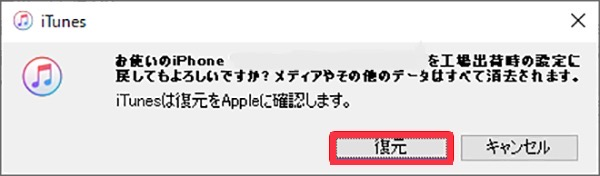 iTunes
お使いのiPhone を工場出荷時の設定に
戻してもよろしいですか？メディアやその他のデータはすべて消去されます。
iTunesは復元をAppleに確認します。
復元 キャンセル